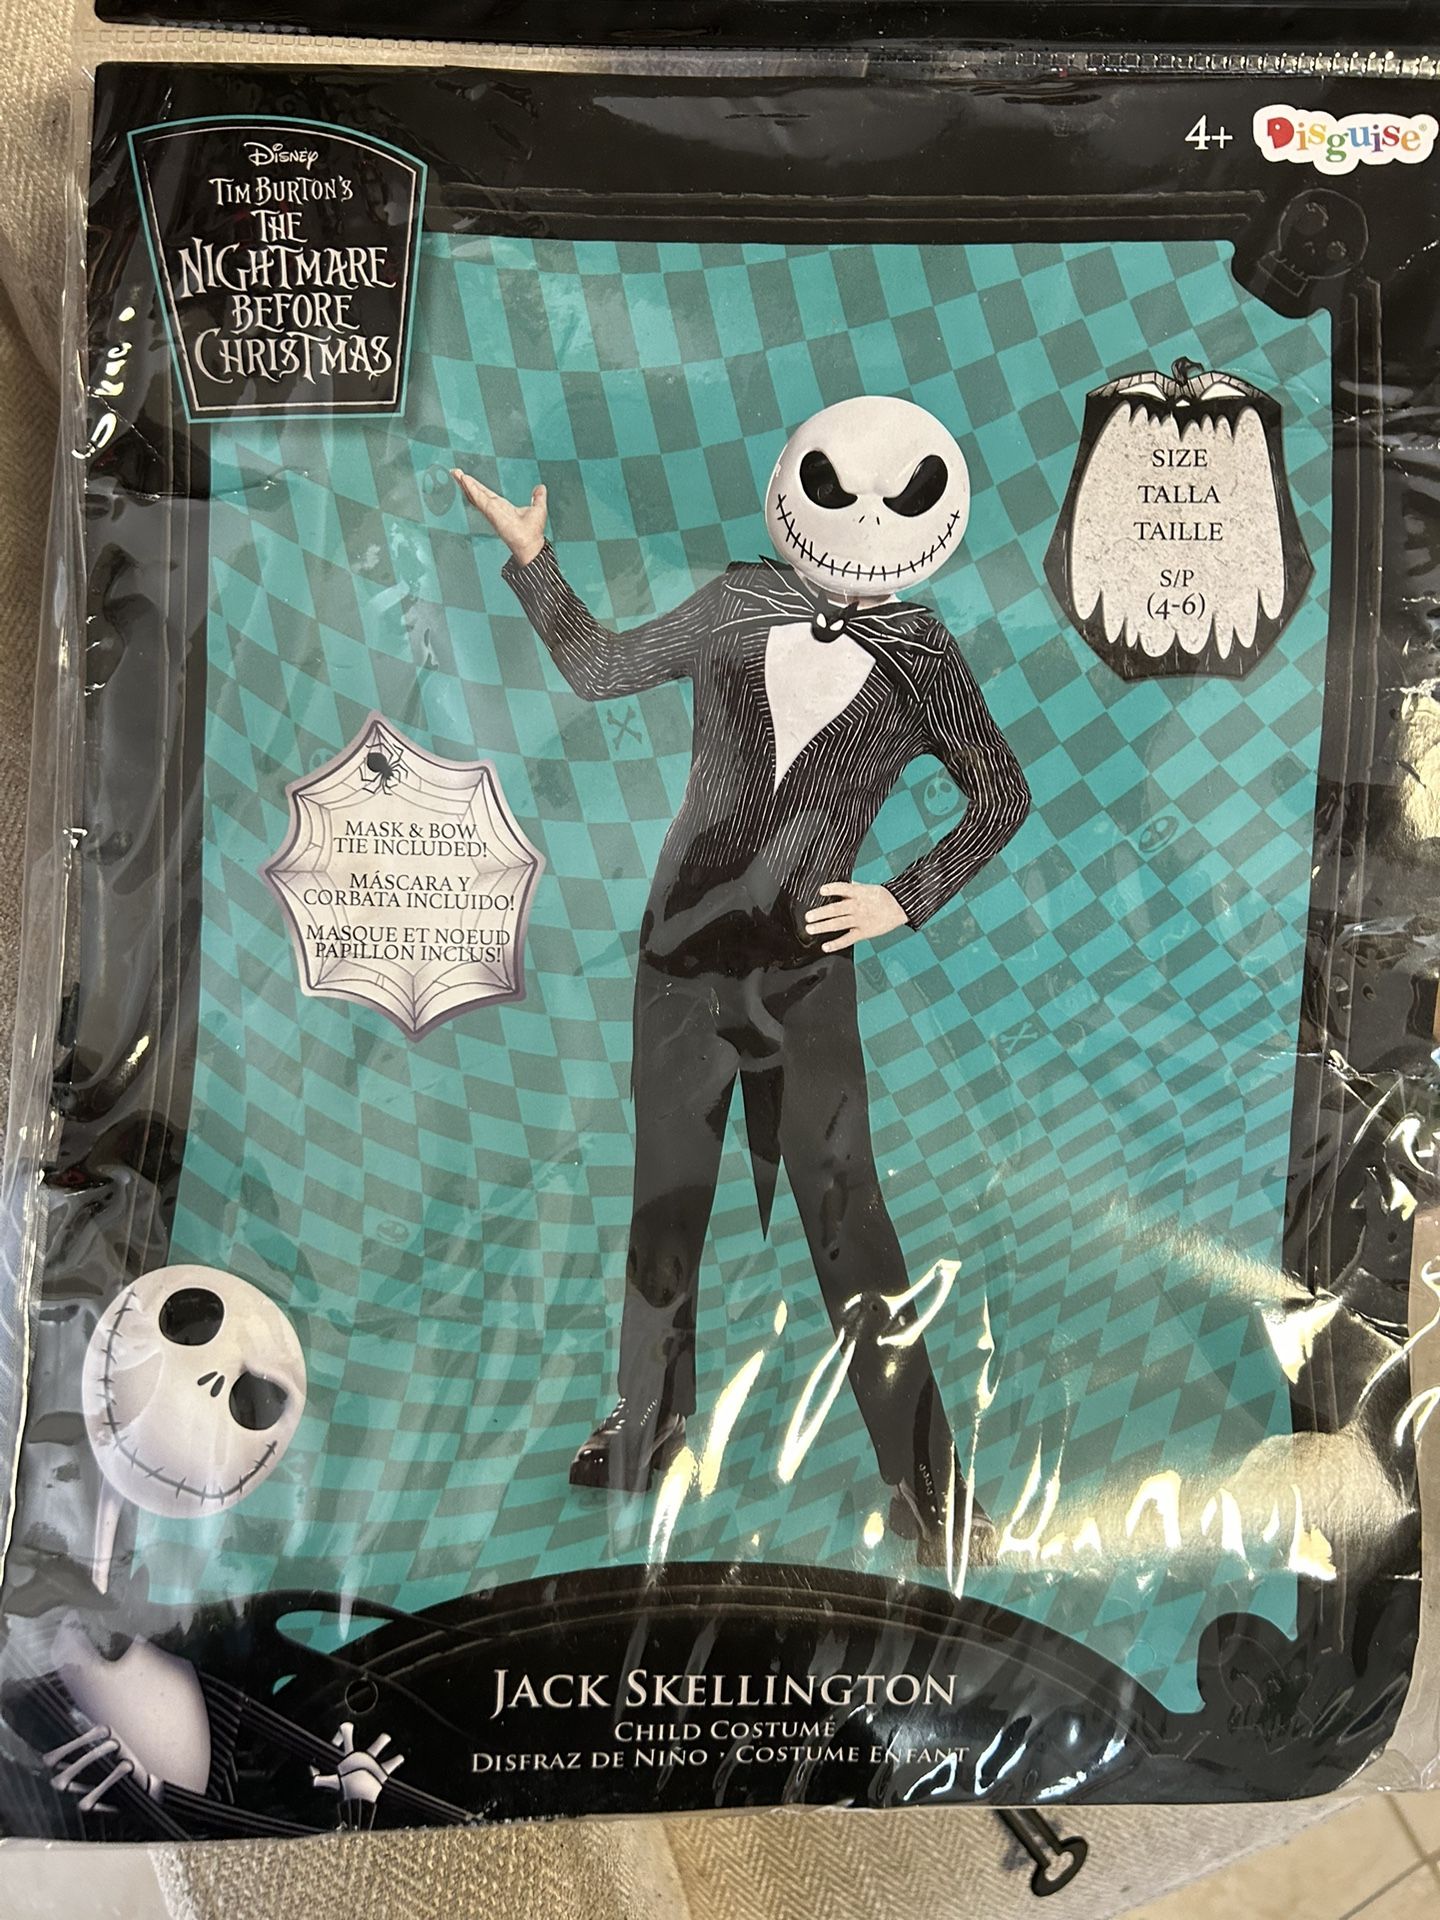 Disney
Tim Burton's
The
Nightmare
Before
Christmas
4+
Disguise®
SIZE
TALLA
TAILLE
S/P
(4-6)
MASK & BOW
TIE INCLUDED!
MÁSCARA Y
CORBATA INCLUIDO!
MASQUE ET NOEUD
PAPILLON INCLUS!
Jack Skellington
Child Costume
Disfraz de Niño • Costume Enfant